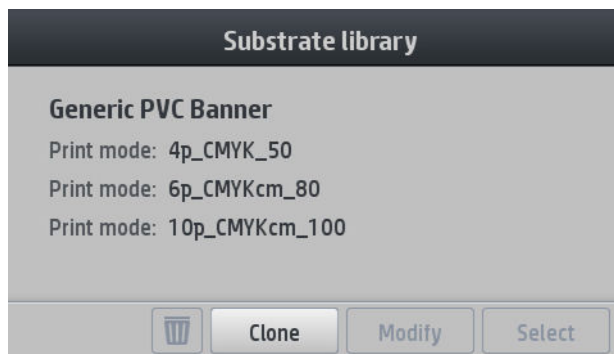 Substrate library
Generic PVC Banner
Print mode: 4p_CMYK_50
Print mode: 6p_CMYKcm_80
Print mode: 10p_CMYKcm_100
Clone Modify Select